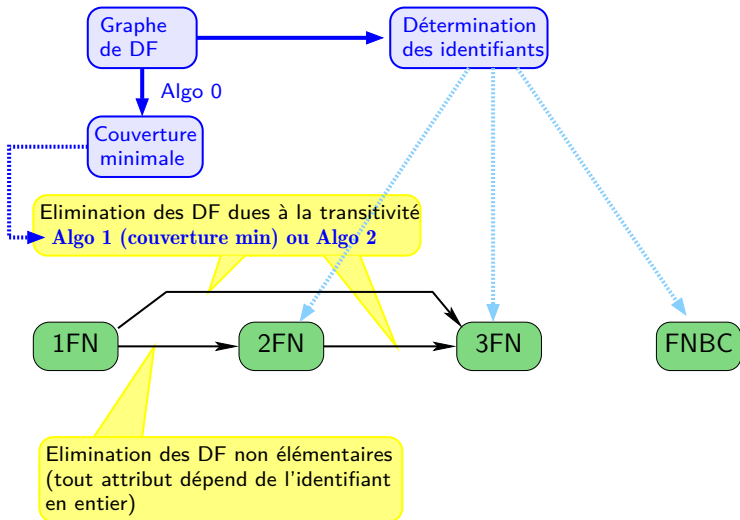 Graphe
de DF
Détermination
des identifiants
Algo 0
Couverture
minimale
Elimination des DF dues à la transitivité
Algo 1 (couverture min) ou Algo 2
1FN
2FN
3FN
FNBC
Elimination des DF non élémentaires
(tout attribut dépend de l'identifiant
en entier)